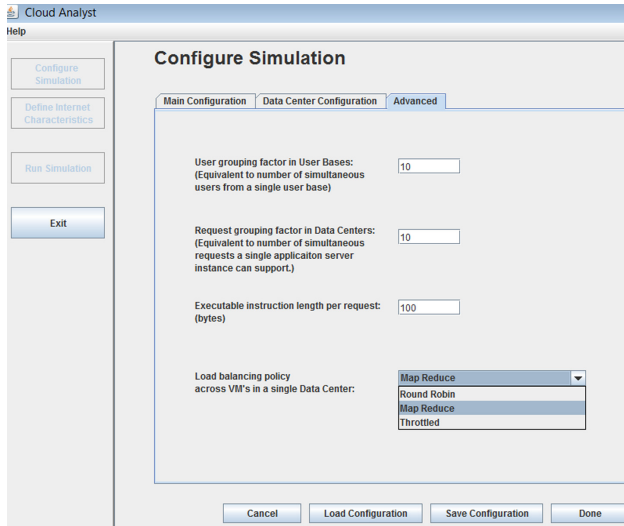 Cloud Analyst
Help
Configure
Simulation
Define Internet
Characteristics
Run Simulation
Exit
Configure Simulation
Main Configuration
Data Center Configuration
Advanced
User grouping factor in User Bases:
(Equivalent to number of simultaneous
users from a single user base)
10
Request grouping factor in Data Centers:
(Equivalent to number of simultaneous
requests a single applicaiton server
instance can support.)
10
Executable instruction length per request:
(bytes)
100
Load balancing policy
across VM's in a single Data Center:
Map Reduce
Round Robin
Map Reduce
Throttled
Cancel
Load Configuration
Save Configuration
Done